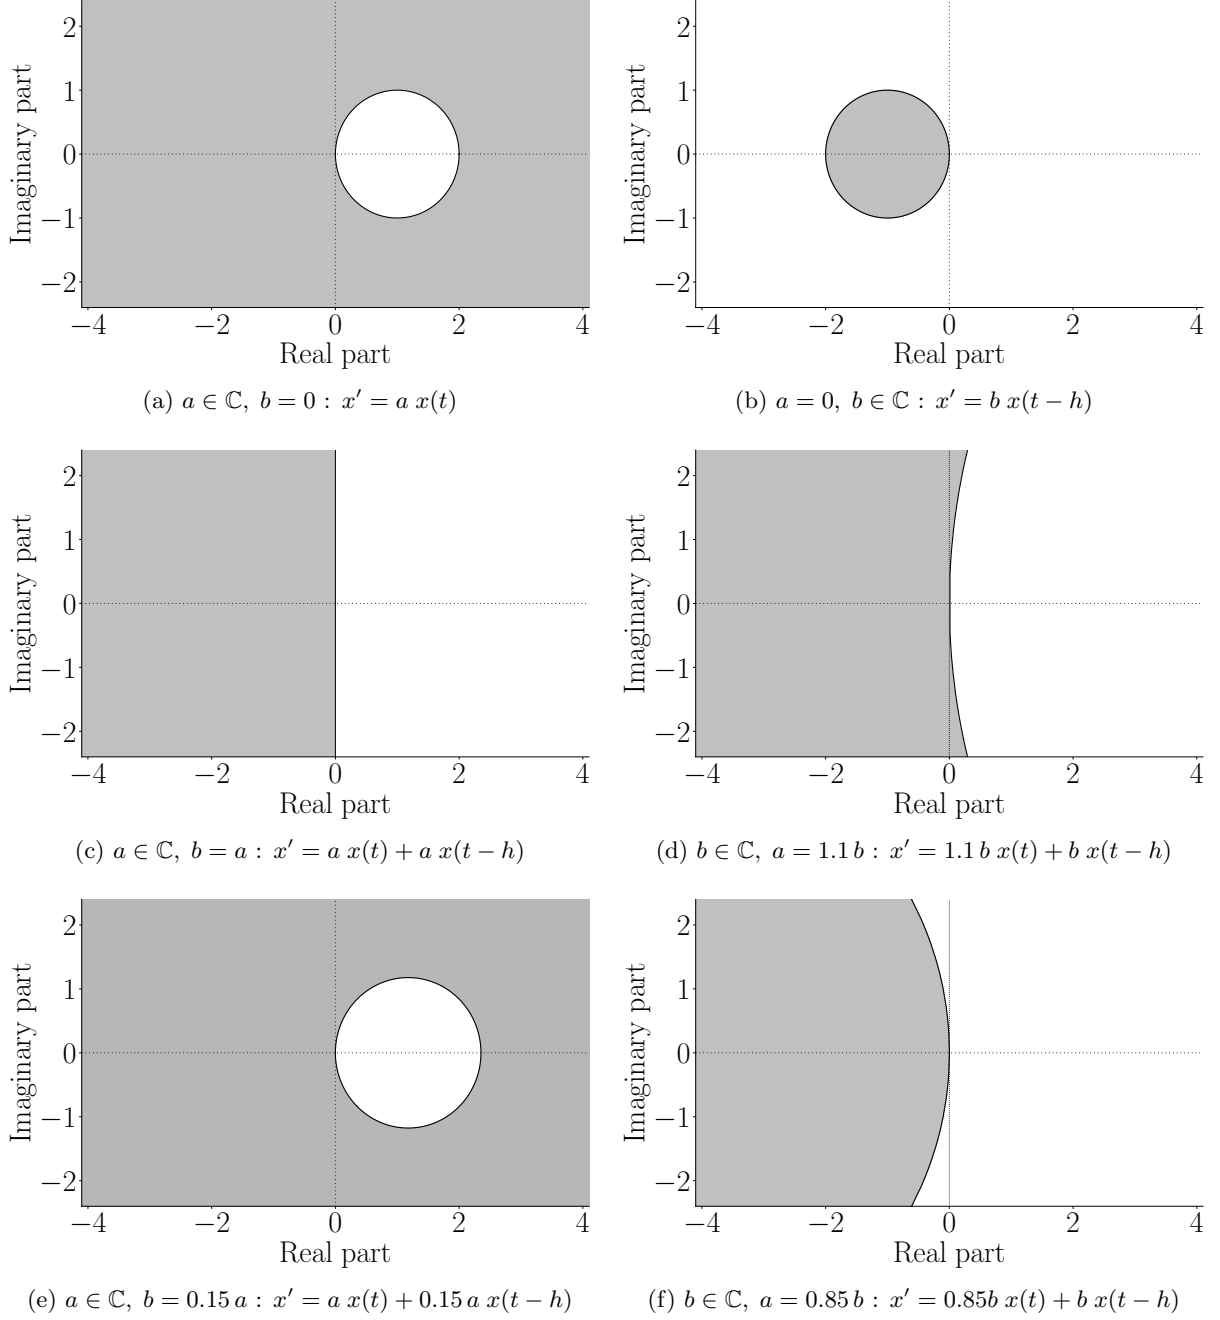 2
1
0
−1
−2
Imaginary part
−4 −2 0 2 4
Real part
(a) a ∈ ℂ, b = 0 : x′ = a x(t)
2
1
0
−1
−2
Imaginary part
−4 −2 0 2 4
Real part
(b) a = 0, b ∈ ℂ : x′ = b x(t − h)
2
1
0
−1
−2
Imaginary part
−4 −2 0 2 4
Real part
(c) a ∈ ℂ, b = a : x′ = a x(t) + a x(t − h)
2
1
0
−1
−2
Imaginary part
−4 −2 0 2 4
Real part
(d) b ∈ ℂ, a = 1.1 b : x′ = 1.1 b x(t) + b x(t − h)
2
1
0
−1
−2
Imaginary part
−4 −2 0 2 4
Real part
(e) a ∈ ℂ, b = 0.15 a : x′ = a x(t) + 0.15 a x(t − h)
2
1
0
−1
−2
Imaginary part
−4 −2 0 2 4
Real part
(f) b ∈ ℂ, a = 0.85 b : x′ = 0.85b x(t) + b x(t − h)